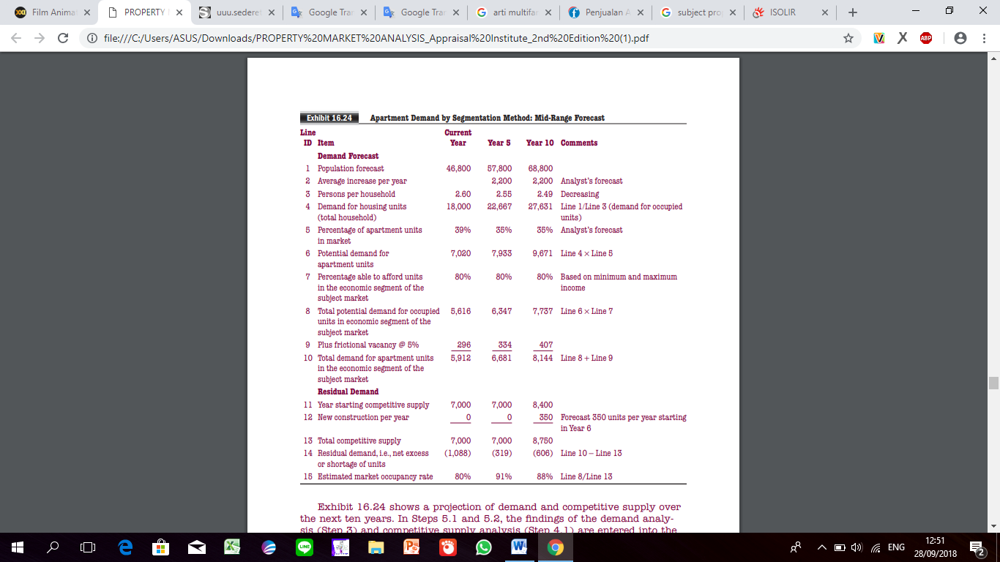 Film Anima
PROPERTY
uuu.sederet
Google Tra
Google Tra
arti multifa
Penjualan A
subject pro
ISOLIR
file:///C:/Users/ASUS/Downloads/PROPERTY%20MARKET%20ANALYSIS_Appraisal%20Institute_2nd%20Edition%20(1).pdf
ABP
Exhibit 16.24 Apartment Demand by Segmentation Method: Mid-Range Forecast
Line Current
ID Item Year Year 5 Year 10 Comments
Demand Forecast
1 Population forecast 46,800 57,800 68,800
2 Average increase per year 2,200 2,200 Analyst's forecast
3 Persons per household 2.60 2.55 2.49 Decreasing
4 Demand for housing units 18,000 22,667 27,631 Line 1/Line 3 (demand for occupied
(total household) units)
5 Percentage of apartment units 39% 35% 35% Analyst's forecast
in market
6 Potential demand for 7,020 7,933 9,671 Line 4 × Line 5
apartment units
7 Percentage able to afford units 80% 80% 80% Based on minimum and maximum
in the economic segment of the income
subject market
8 Total potential demand for occupied 5,616 6,347 7,737 Line 6 × Line 7
units in economic segment of the
subject market
9 Plus frictional vacancy @ 5% 296 334 407
10 Total demand for apartment units 5,912 6,681 8,144 Line 8 + Line 9
in the economic segment of the
subject market
Residual Demand
11 Year starting competitive supply 7,000 7,000 8,400
12 New construction per year 0 0 350 Forecast 350 units per year starting
in Year 6
13 Total competitive supply 7,000 7,000 8,750
14 Residual demand, i.e., net excess (1,088) (319) (606) Line 10 – Line 13
or shortage of units
15 Estimated market occupancy rate 80% 91% 88% Line 8/Line 13
Exhibit 16.24 shows a projection of demand and competitive supply over
the next ten years. In Steps 5.1 and 5.2, the findings of the demand analy-
sis (Step 3) and competitive supply analysis (Step 4.1) are entered into the
LINE
ENG
12:51
28/09/2018
2